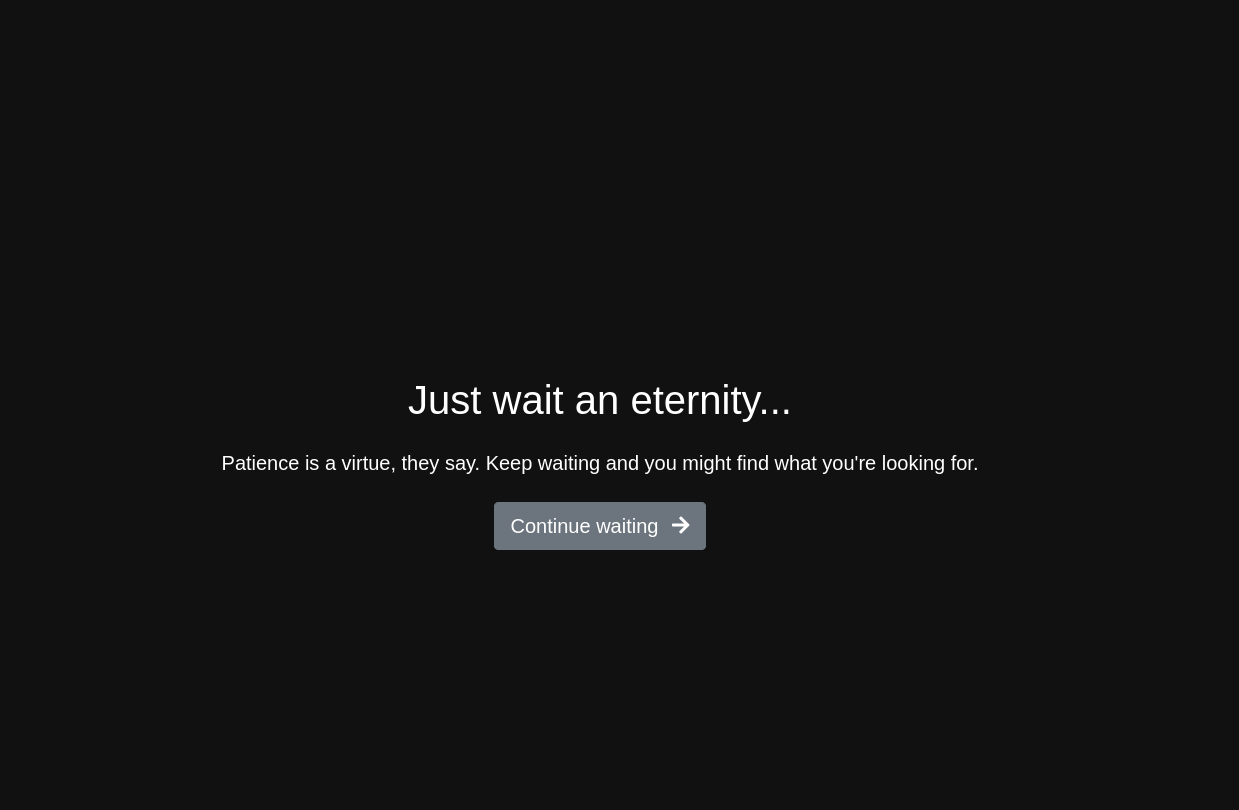 Just wait an eternity...
Patience is a virtue, they say. Keep waiting and you might find what you're looking for.
Continue waiting